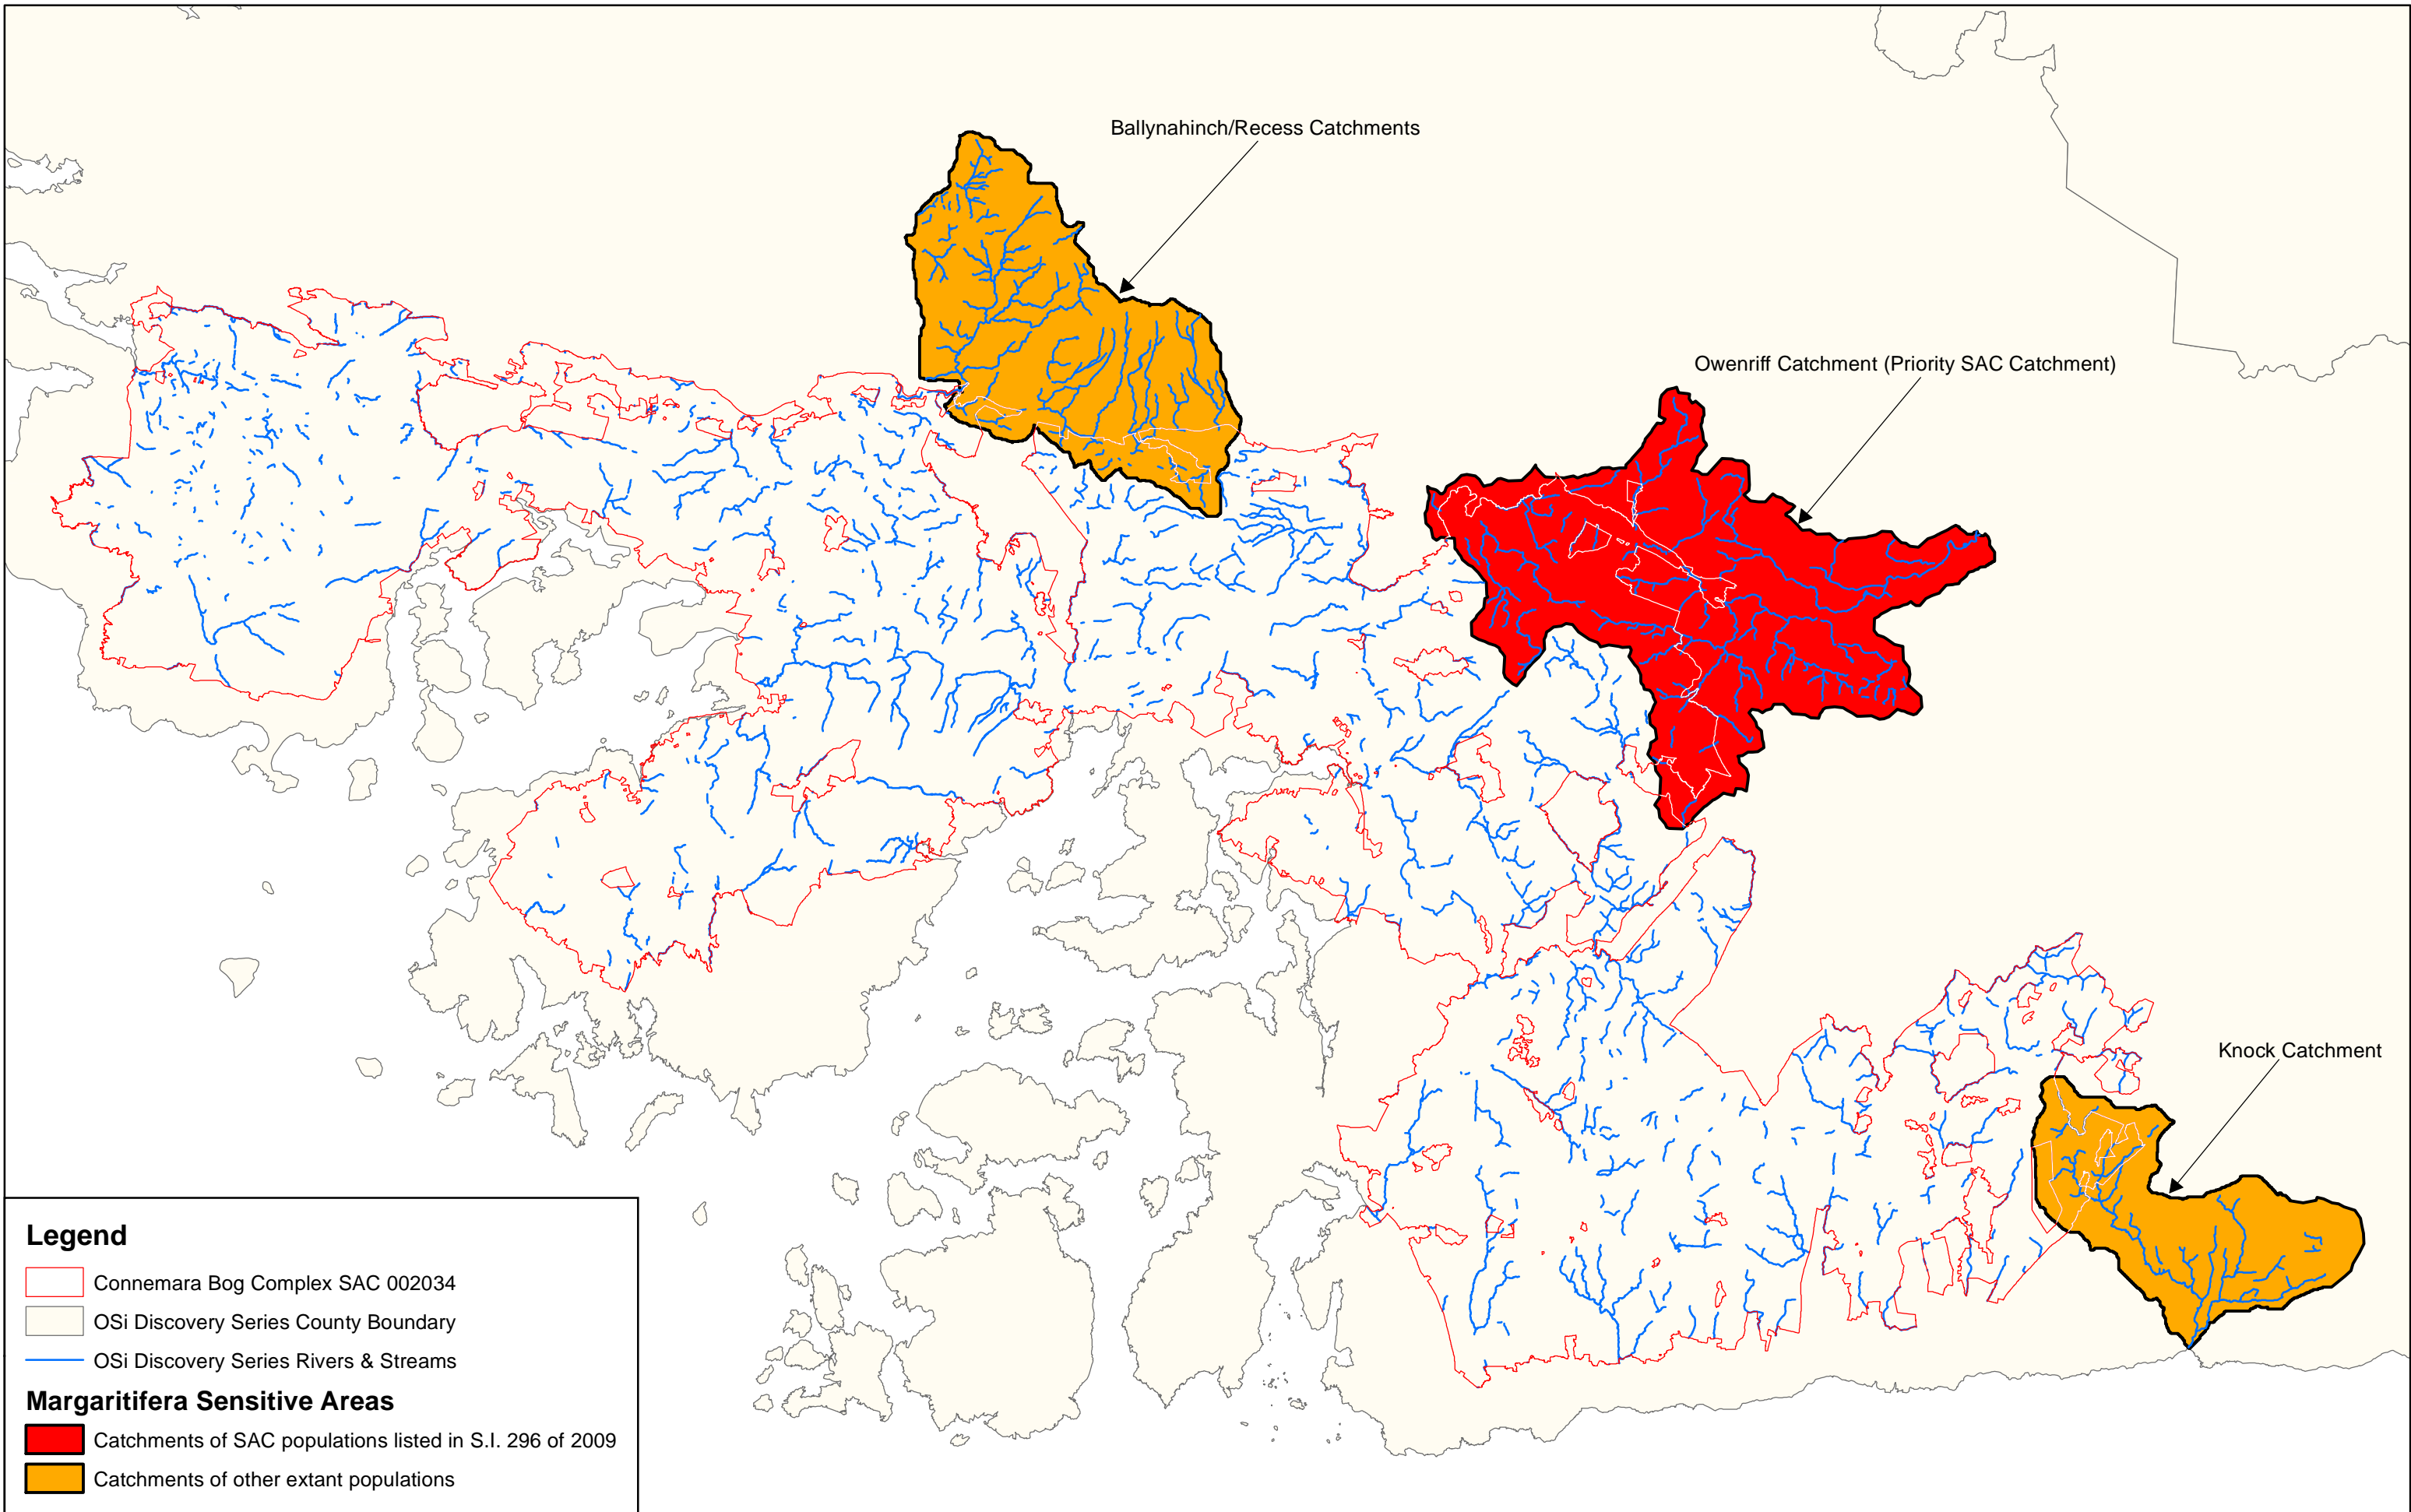 Ballynahinch/Recess Catchments
Owenriff Catchment (Priority SAC Catchment)
Knock Catchment
Legend
Connemara Bog Complex SAC 002034
OSi Discovery Series County Boundary
OSi Discovery Series Rivers & Streams
Margaritifera Sensitive Areas
Catchments of SAC populations listed in S.I. 296 of 2009
Catchments of other extant populations